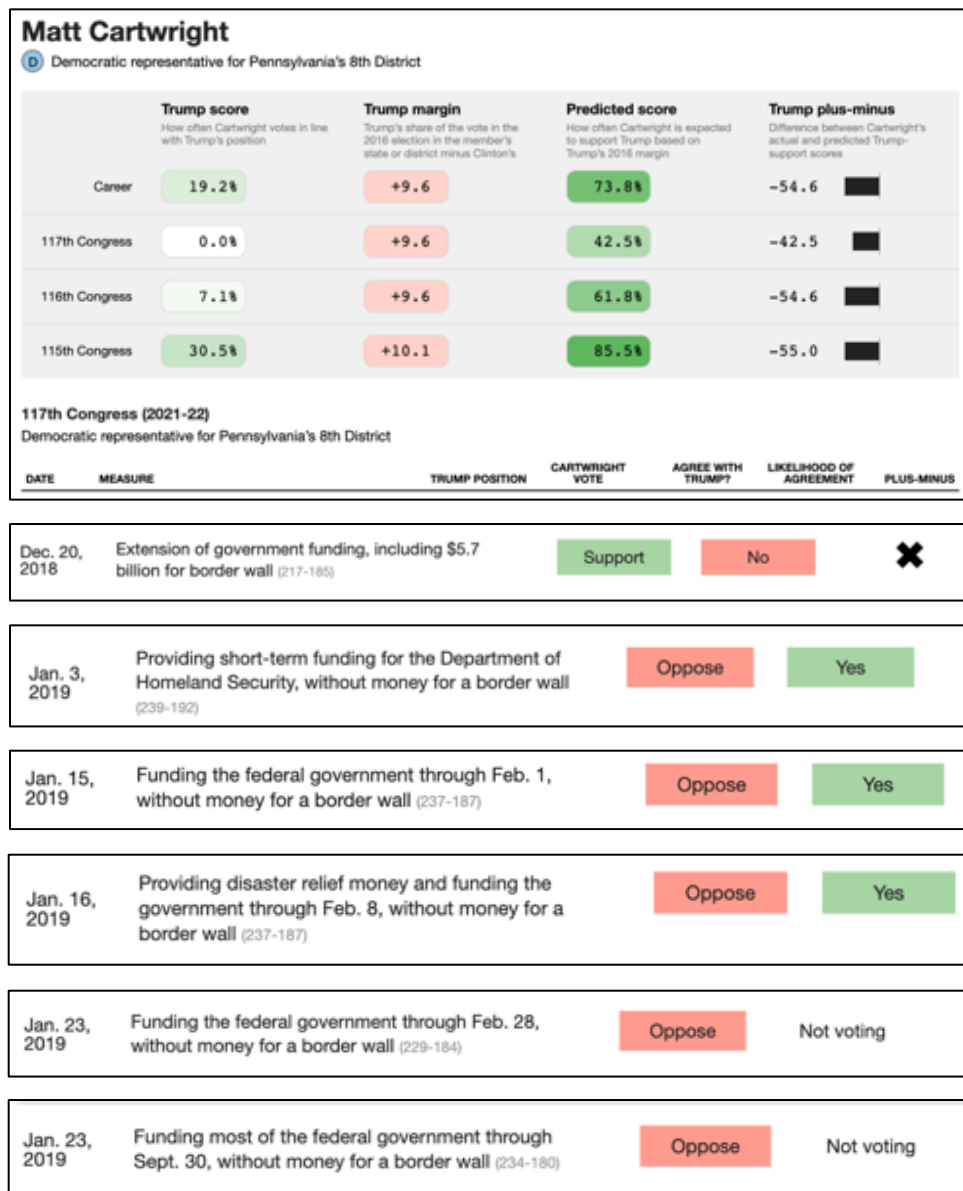 Matt Cartwright
D Democratic representative for Pennsylvania's 8th District
Trump score Trump margin Predicted score Trump plus-minus
How often Cartwright votes in line Trump's share of the vote in the How often Cartwright is expected Difference between Cartwright's
with Trump's position 2016 election in the member's to support Trump based on actual and predicted Trump-
state or district minus Clinton's Trump's 2016 margin support scores
Career 19.2% +9.6 73.8% -54.6
117th Congress 0.0% +9.6 42.5% -42.5
116th Congress 7.1% +9.6 61.8% -54.6
115th Congress 30.5% +10.1 85.5% -55.0
117th Congress (2021-22)
Democratic representative for Pennsylvania's 8th District
CARTWRIGHT AGREE WITH LIKELIHOOD OF
DATE MEASURE TRUMP POSITION VOTE TRUMP? AGREEMENT PLUS-MINUS
Dec. 20, Extension of government funding, including $5.7
2018 billion for border wall (217-185) Support No
Jan. 3, Providing short-term funding for the Department of Oppose Yes
2019 Homeland Security, without money for a border wall
(239-192)
Jan. 15, Funding the federal government through Feb. 1, Oppose Yes
2019 without money for a border wall (237-187)
Jan. 16, Providing disaster relief money and funding the Oppose Yes
2019 government through Feb. 8, without money for a
border wall (237-187)
Jan. 23, Funding the federal government through Feb. 28, Oppose Not voting
2019 without money for a border wall (229-184)
Jan. 23, Funding most of the federal government through Oppose Not voting
2019 Sept. 30, without money for a border wall (234-180)